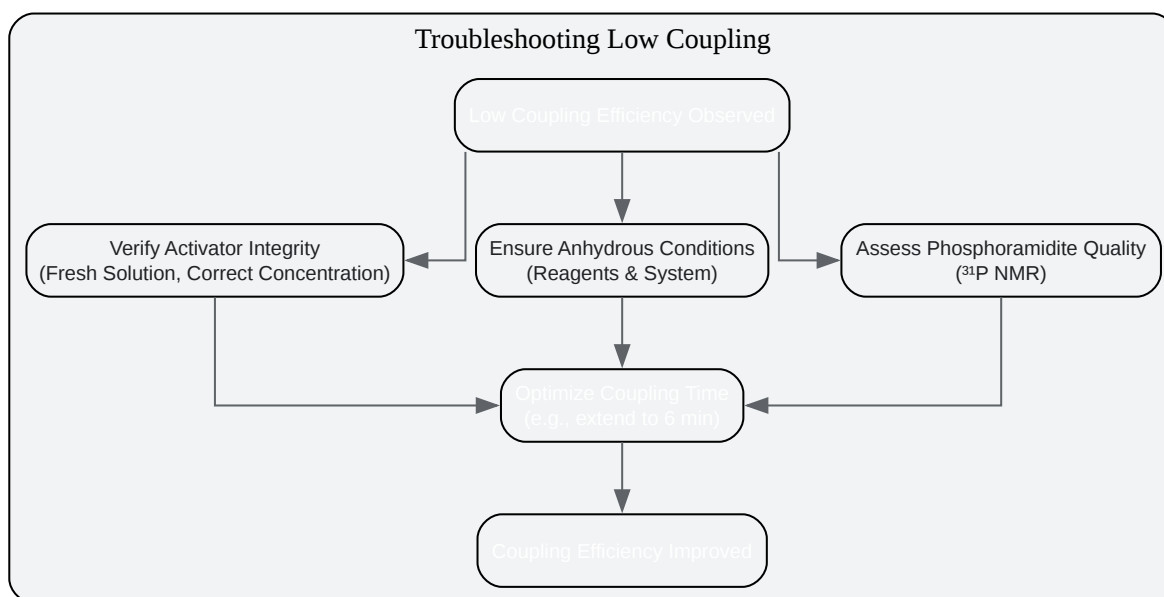 Troubleshooting Low Coupling
Low Coupling Efficiency Observed
Verify Activator Integrity
(Fresh Solution, Correct Concentration)
Ensure Anhydrous Conditions
(Reagents & System)
Assess Phosphoramidite Quality
(³¹P NMR)
Optimize Coupling Time
(e.g., extend to 6 min)
Coupling Efficiency Improved